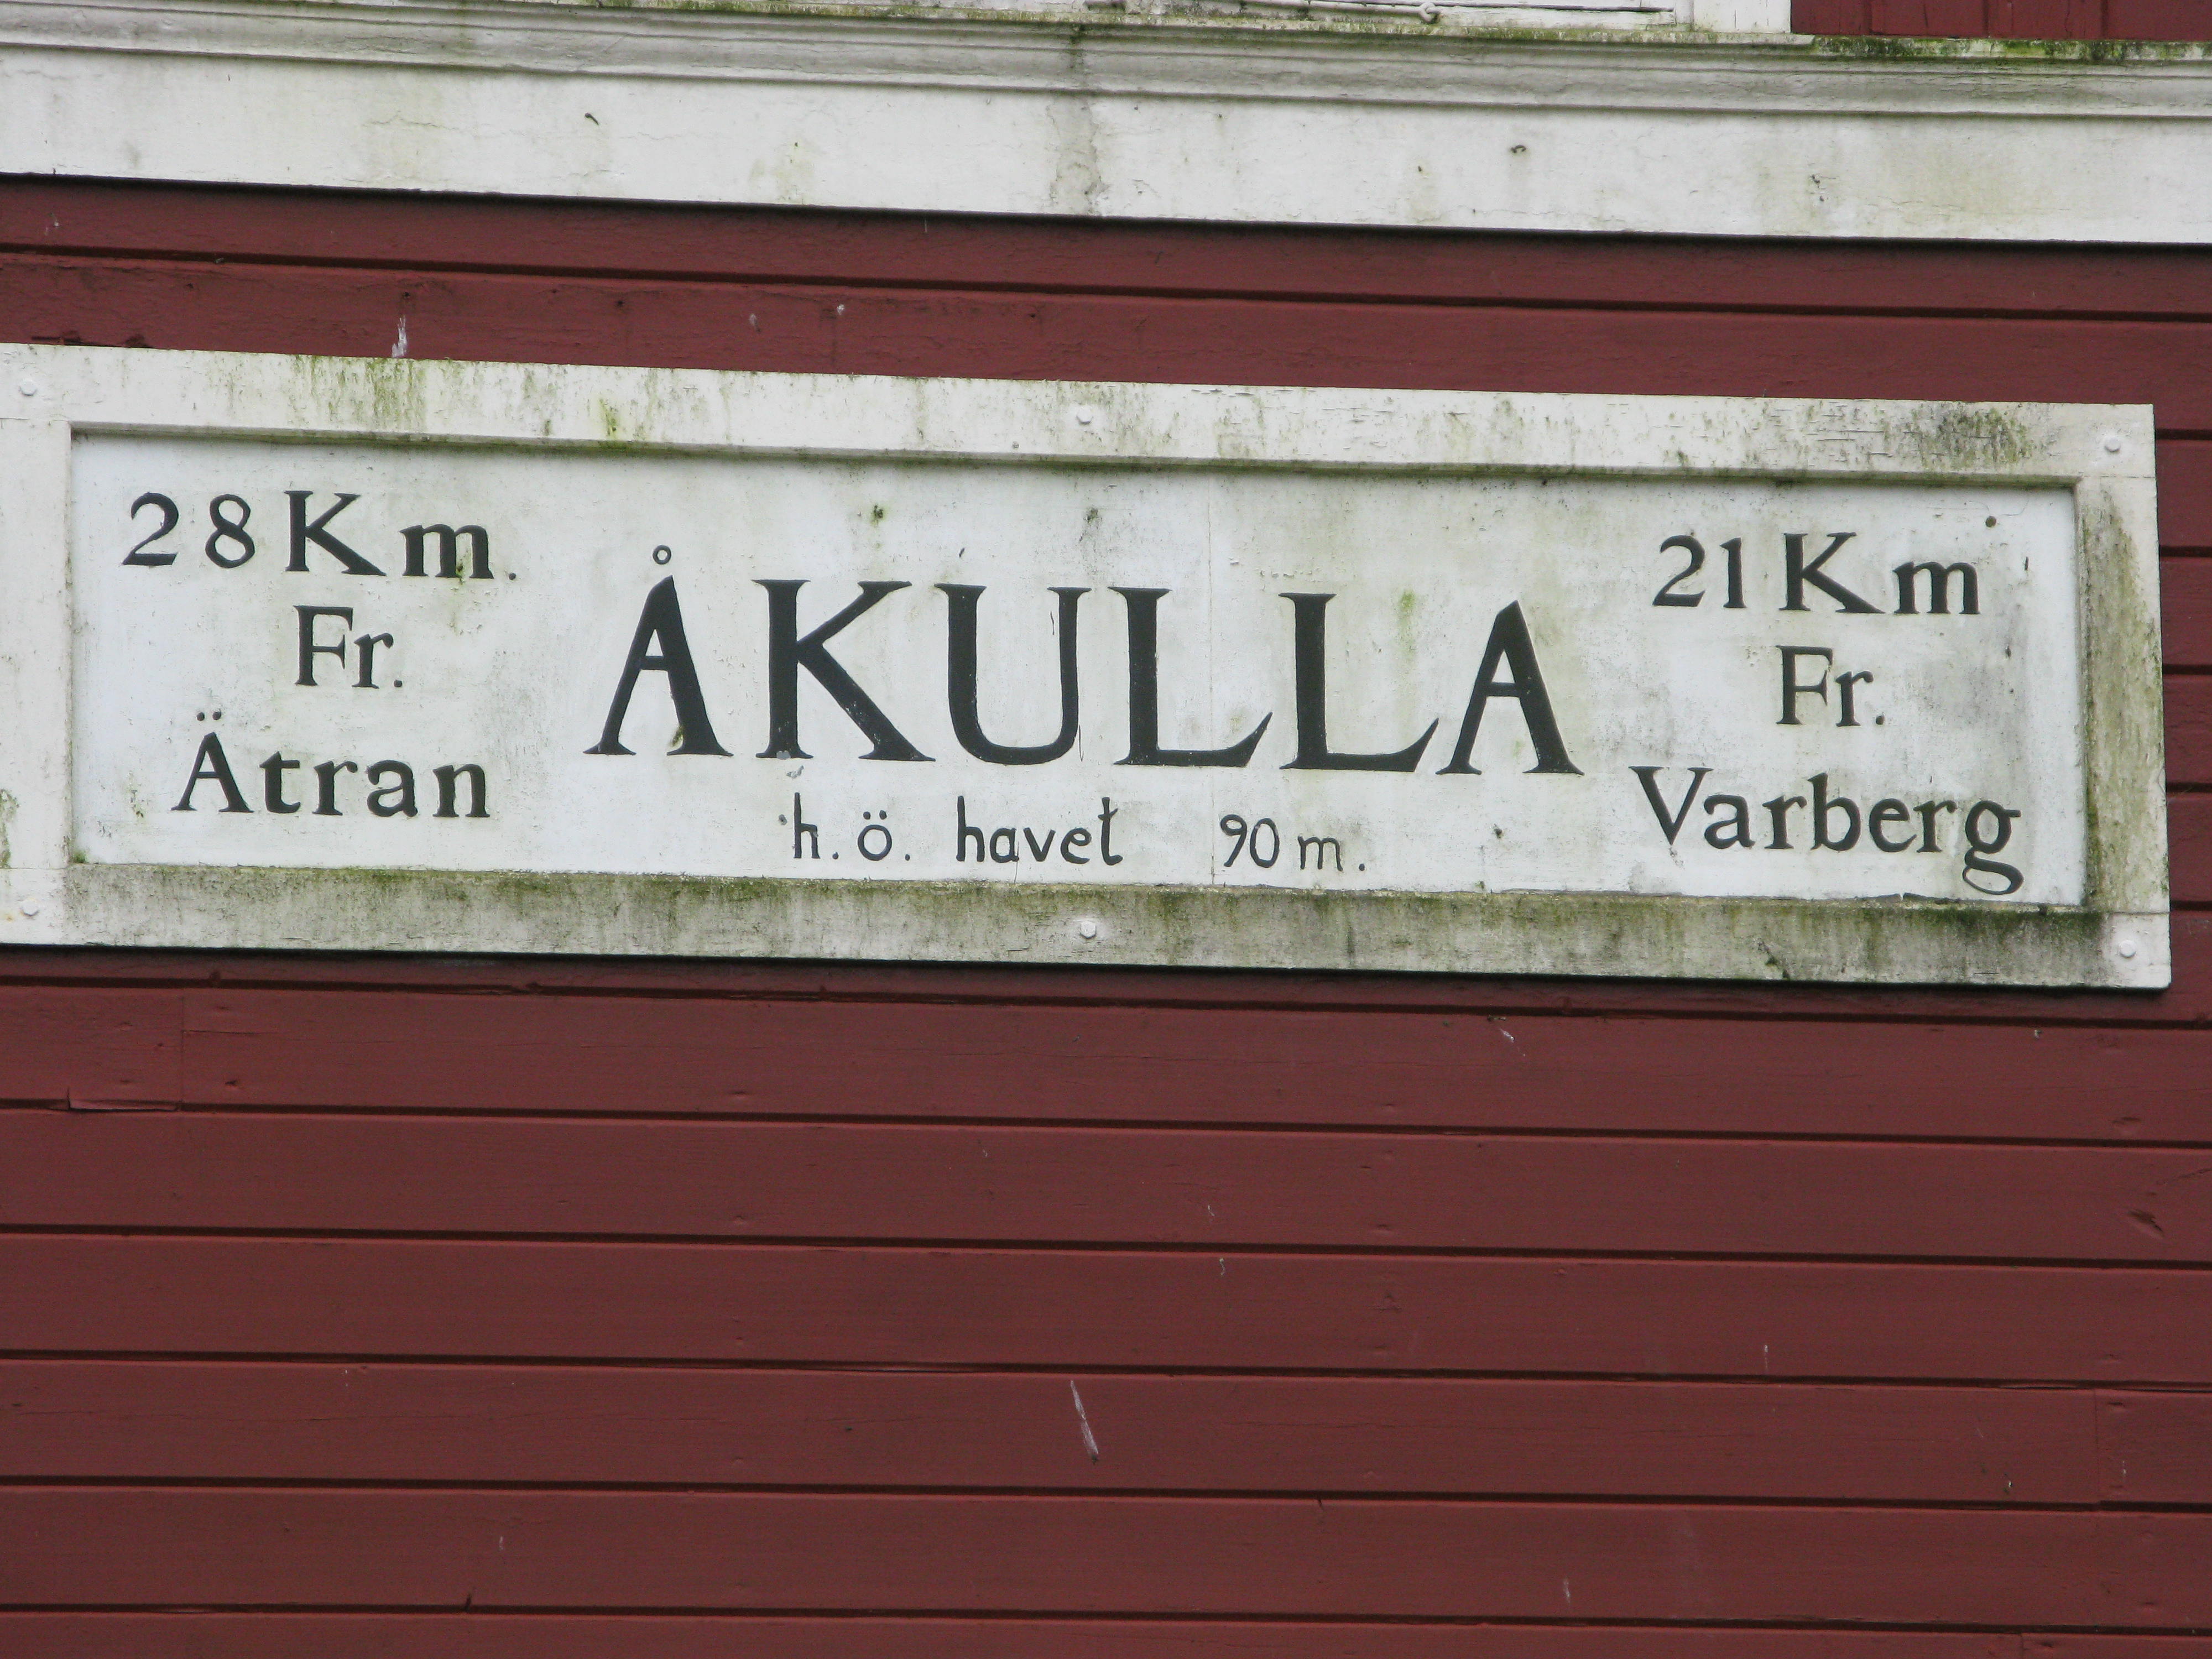 28 Km.
Fr.
Ätran
ÅKULLA
h. ö. havet 90 m.
21 Km
Fr.
Varberg